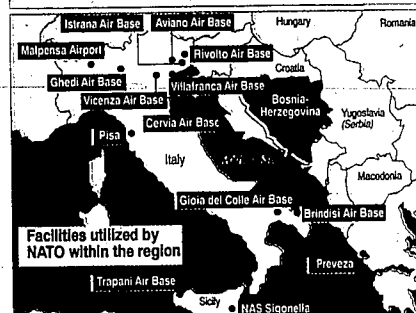 Istrana Air Base
Aviano Air Base
Hungary
Romania
Malpensa Airport
Rivolto Air Base
Croatia
Ghedi Air Base
Villafranca Air Base
Vicenza Air Base
Bosnia-
Herzegovina
Cervia Air Base
Yugoslavia
(Serbia)
Pisa
Italy
Macedonia
Gioia del Colle Air Base
Brindisi Air Base
Facilities utilized by
NATO within the region
Preveza
Trapani Air Base
Sicily
NAS Sigonella